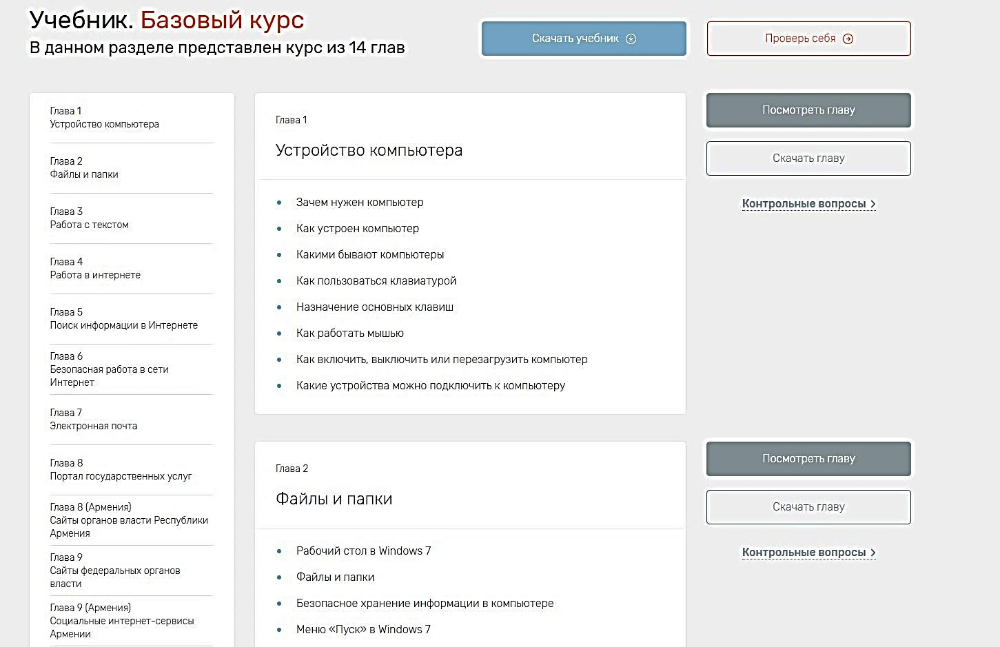 Учебник. Базовый курс
В данном разделе представлен курс из 14 глав
Скачать учебник
Проверь себя
Глава 1
Устройство компьютера
Глава 2
Файлы и папки
Глава 3
Работа с текстом
Глава 4
Работа в интернете
Глава 5
Поиск информации в Интернете
Глава 6
Безопасная работа в сети
Интернет
Глава 7
Электронная почта
Глава 8
Портал государственных услуг
Глава 8 (Армения)
Сайты органов власти Республики
Армения
Глава 9
Сайты федеральных органов
власти
Глава 9 (Армения)
Социальные интернет-сервисы
Армении
Глава 1
Устройство компьютера
Зачем нужен компьютер
Как устроен компьютер
Какими бывают компьютеры
Как пользоваться клавиатурой
Назначение основных клавиш
Как работать мышью
Как включить, выключить или перезагрузить компьютер
Какие устройства можно подключить к компьютеру
Посмотреть главу
Скачать главу
Контрольные вопросы
Глава 2
Файлы и папки
Рабочий стол в Windows 7
Файлы и папки
Безопасное хранение информации в компьютере
Меню «Пуск» в Windows 7
Посмотреть главу
Скачать главу
Контрольные вопросы